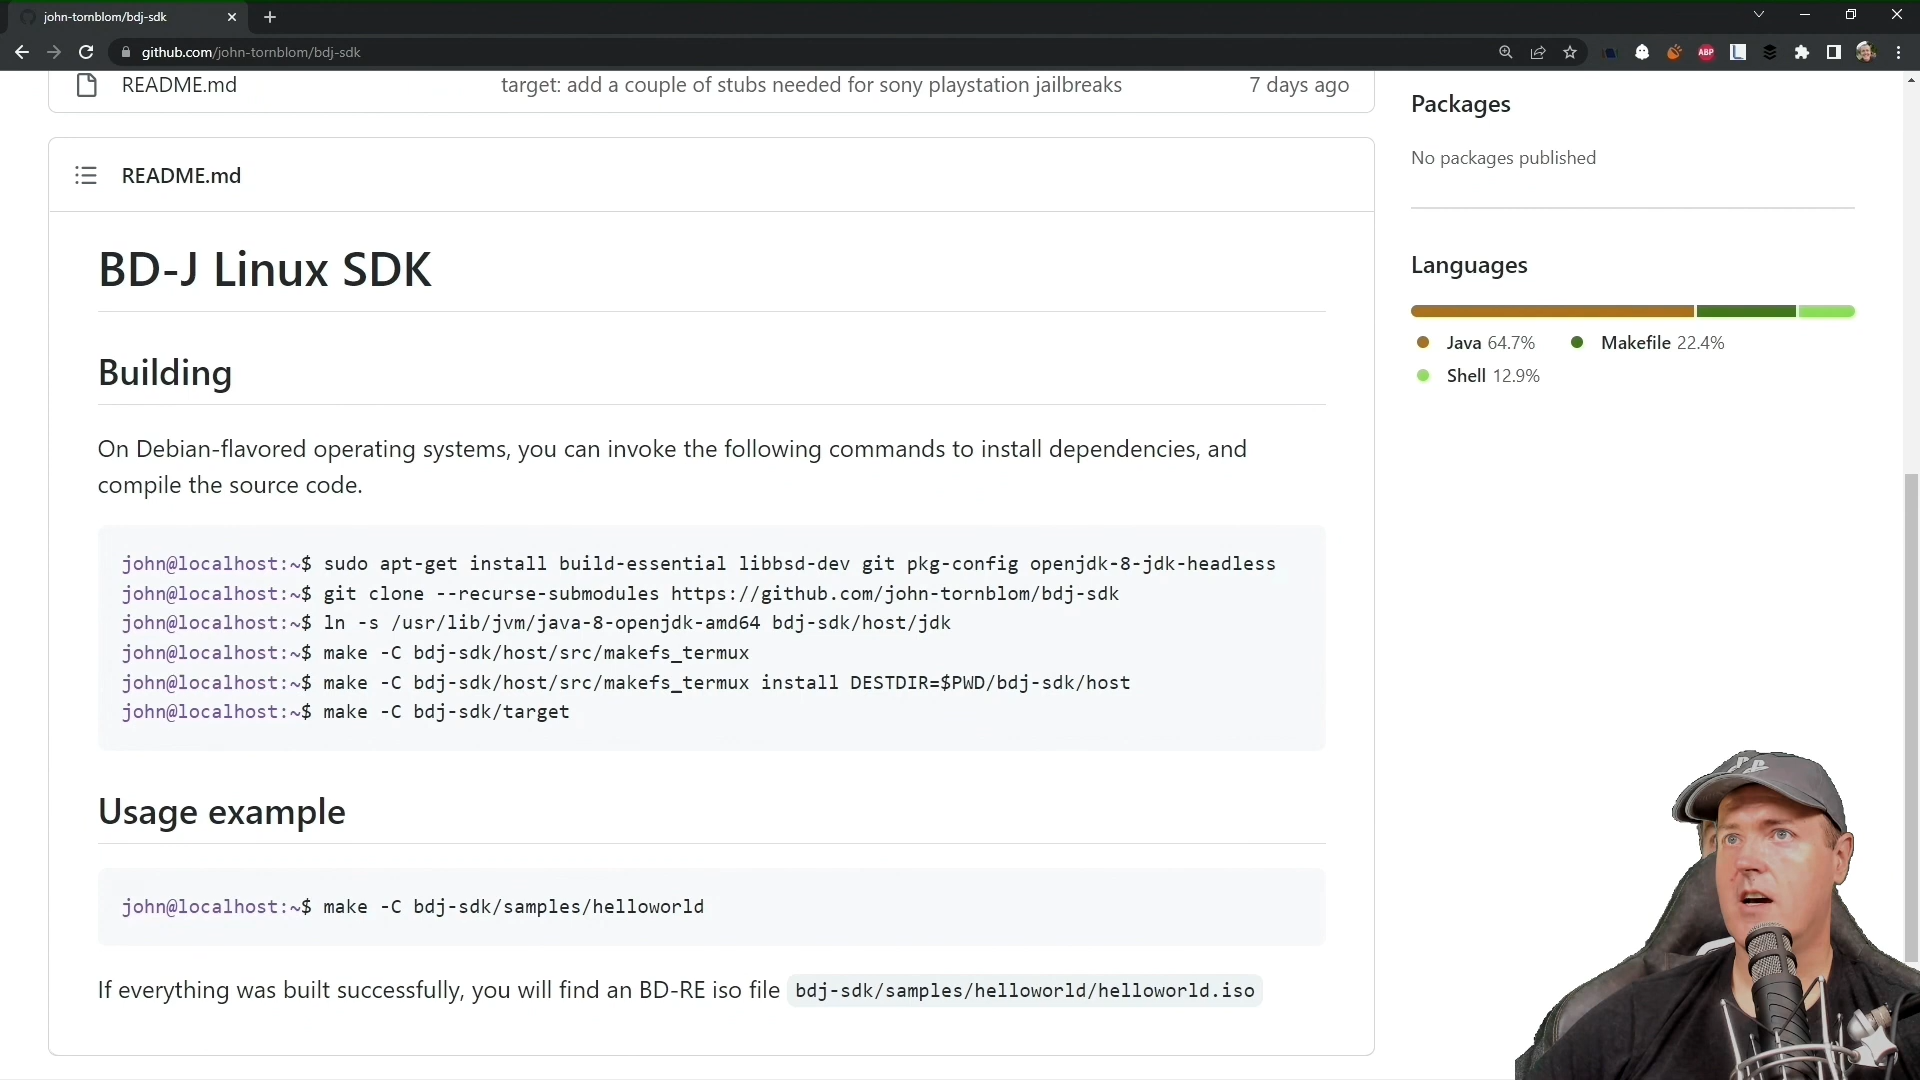 john-tornblom/bdj-sdk
github.com/john-tornblom/bdj-sdk
ABP
L
README.md
target: add a couple of stubs needed for sony playstation jailbreaks
7 days ago
README.md
BD-J Linux SDK
Building
On Debian-flavored operating systems, you can invoke the following commands to install dependencies, and
compile the source code.
john@localhost:~$ sudo apt-get install build-essential libbsd-dev git pkg-config openjdk-8-jdk-headless
john@localhost:~$ git clone --recurse-submodules https://github.com/john-tornblom/bdj-sdk
john@localhost:~$ ln -s /usr/lib/jvm/java-8-openjdk-amd64 bdj-sdk/host/jdk
john@localhost:~$ make -C bdj-sdk/host/src/makefs_termux
john@localhost:~$ make -C bdj-sdk/host/src/makefs_termux install DESTDIR=$PWD/bdj-sdk/host
john@localhost:~$ make -C bdj-sdk/target
Usage example
john@localhost:~$ make -C bdj-sdk/samples/helloworld
If everything was built successfully, you will find an BD-RE iso file bdj-sdk/samples/helloworld/helloworld.iso
Packages
No packages published
Languages
Java 64.7%
Makefile 22.4%
Shell 12.9%